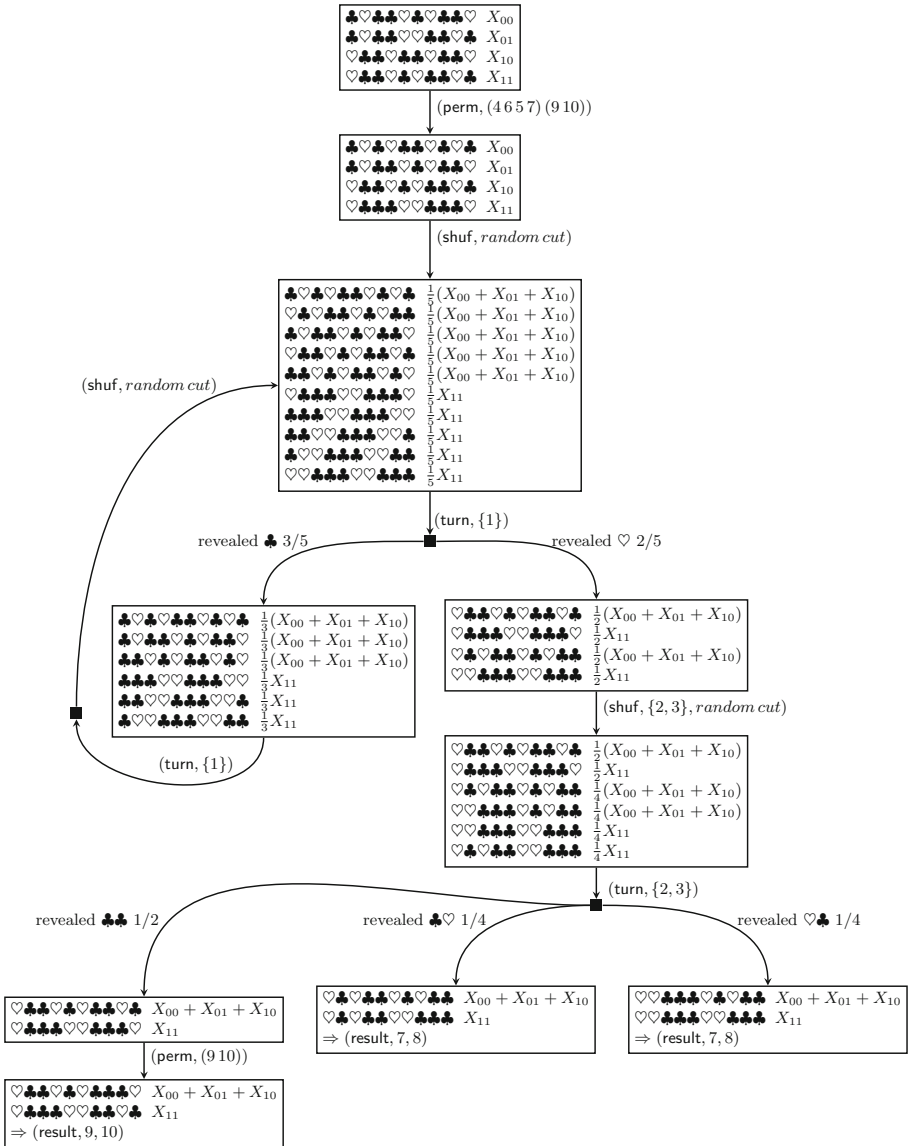 ♣♡♣♣♡♣♡♣♣♡ X₀₀
♣♡♣♣♡♡♣♣♡♣ X₀₁
♡♣♣♡♣♣♡♣♣♡ X₁₀
♡♣♣♡♣♡♣♣♡♣ X₁₁
(perm, (4 6 5 7) (9 10))
♣♡♣♡♣♣♡♣♡♣ X₀₀
♣♡♣♣♡♣♡♣♣♡ X₀₁
♡♣♣♡♣♡♣♣♡♣ X₁₀
♡♣♣♣♡♡♣♣♣♡ X₁₁
(shuf, random cut)
♣♡♣♡♣♣♡♣♡♣ 1/5(X₀₀ + X₀₁ + X₁₀)
♡♣♡♣♣♡♣♡♣♣ 1/5(X₀₀ + X₀₁ + X₁₀)
♣♡♣♣♡♣♡♣♣♡ 1/5(X₀₀ + X₀₁ + X₁₀)
♡♣♣♡♣♡♣♣♡♣ 1/5(X₀₀ + X₀₁ + X₁₀)
♣♣♡♣♡♣♣♡♣♡ 1/5(X₀₀ + X₀₁ + X₁₀)
♡♣♣♣♡♡♣♣♣♡ 1/5X₁₁
♣♣♣♡♡♣♣♣♡♡ 1/5X₁₁
♣♣♡♡♣♣♣♡♡♣ 1/5X₁₁
♣♡♡♣♣♣♡♡♣♣ 1/5X₁₁
♡♡♣♣♣♡♡♣♣♣ 1/5X₁₁
(shuf, random cut)
(turn, {1})
revealed ♣ 3/5
revealed ♡ 2/5
♣♡♣♡♣♣♡♣♡♣ 1/3(X₀₀ + X₀₁ + X₁₀)
♣♡♣♣♡♣♡♣♣♡ 1/3(X₀₀ + X₀₁ + X₁₀)
♣♣♡♣♡♣♣♡♣♡ 1/3(X₀₀ + X₀₁ + X₁₀)
♣♣♣♡♡♣♣♣♡♡ 1/3X₁₁
♣♣♡♡♣♣♣♡♡♣ 1/3X₁₁
♣♡♡♣♣♣♡♡♣♣ 1/3X₁₁
(turn, {1})
♡♣♣♡♣♡♣♣♡♣ 1/2(X₀₀ + X₀₁ + X₁₀)
♡♣♣♣♡♡♣♣♣♡ 1/2X₁₁
♡♣♡♣♣♡♣♡♣♣ 1/2(X₀₀ + X₀₁ + X₁₀)
♡♡♣♣♣♡♡♣♣♣ 1/2X₁₁
(shuf, {2, 3}, random cut)
♡♣♣♡♣♡♣♣♡♣ 1/2(X₀₀ + X₀₁ + X₁₀)
♡♣♣♣♡♡♣♣♣♡ 1/2X₁₁
♡♣♡♣♣♡♣♡♣♣ 1/4(X₀₀ + X₀₁ + X₁₀)
♡♡♣♣♣♡♣♡♣♣ 1/4(X₀₀ + X₀₁ + X₁₀)
♡♡♣♣♣♡♡♣♣♣ 1/4X₁₁
♡♣♡♣♣♡♡♣♣♣ 1/4X₁₁
(turn, {2, 3})
revealed ♣♣ 1/2
revealed ♣♡ 1/4
revealed ♡♣ 1/4
♡♣♣♡♣♡♣♣♡♣ X₀₀ + X₀₁ + X₁₀
♡♣♣♣♡♡♣♣♣♡ X₁₁
(perm, (9 10))
♡♣♣♡♣♡♣♣♣♡ X₀₀ + X₀₁ + X₁₀
♡♣♣♣♡♡♣♣♡♣ X₁₁
⇒ (result, 9, 10)
♡♣♡♣♣♡♣♡♣♣ X₀₀ + X₀₁ + X₁₀
♡♣♡♣♣♡♡♣♣♣ X₁₁
⇒ (result, 7, 8)
♡♡♣♣♣♡♣♡♣♣ X₀₀ + X₀₁ + X₁₀
♡♡♣♣♣♡♡♣♣♣ X₁₁
⇒ (result, 7, 8)